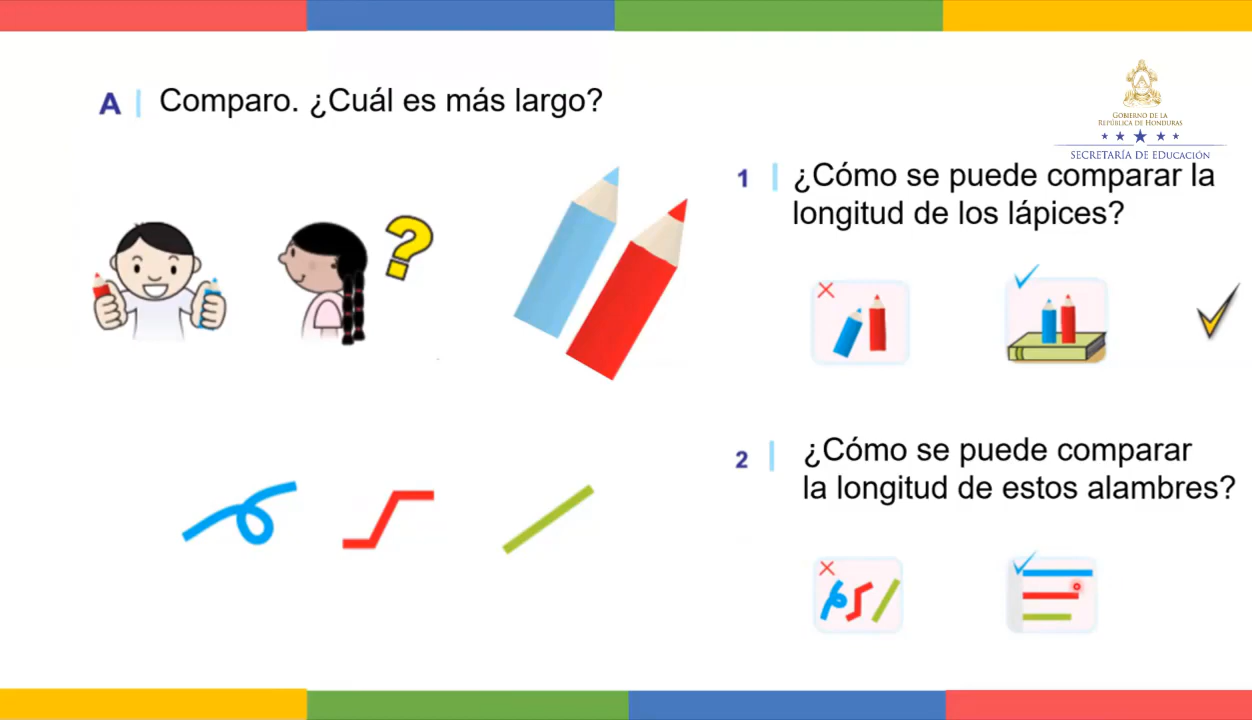 A | Comparo. ¿Cuál es más largo?
GOBIERNO DE LA
REPÚBLICA DE HONDURAS
SECRETARÍA DE EDUCACIÓN
1 | ¿Cómo se puede comparar la
longitud de los lápices?
2 | ¿Cómo se puede comparar
la longitud de estos alambres?